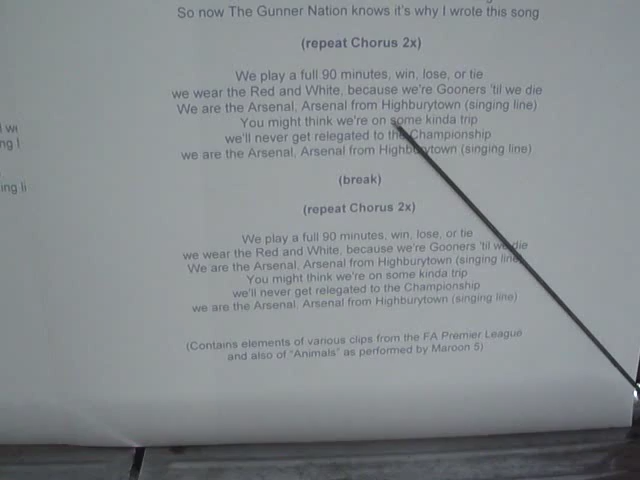 So now The Gunner Nation knows it's why I wrote this song
(repeat Chorus 2x)
We play a full 90 minutes, win, lose, or tie
we wear the Red and White, because we're Gooners 'til we die
We are the Arsenal, Arsenal from Highburytown (singing line)
You might think we're on some kinda trip
we'll never get relegated to the Championship
we are the Arsenal, Arsenal from Highburytown (singing line)
(break)
(repeat Chorus 2x)
We play a full 90 minutes, win, lose, or tie
we wear the Red and White, because we're Gooners 'til we die
We are the Arsenal, Arsenal from Highburytown (singing line)
You might think we're on some kinda trip
we'll never get relegated to the Championship
we are the Arsenal, Arsenal from Highburytown (singing line)
(Contains elements of various clips from the FA Premier League
and also of "Animals" as performed by Maroon 5)